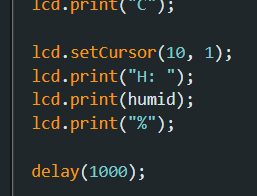 lcd.print("C");
lcd.setCursor(10, 1);
lcd.print("H: ");
lcd.print(humid);
lcd.print("%");
delay(1000);